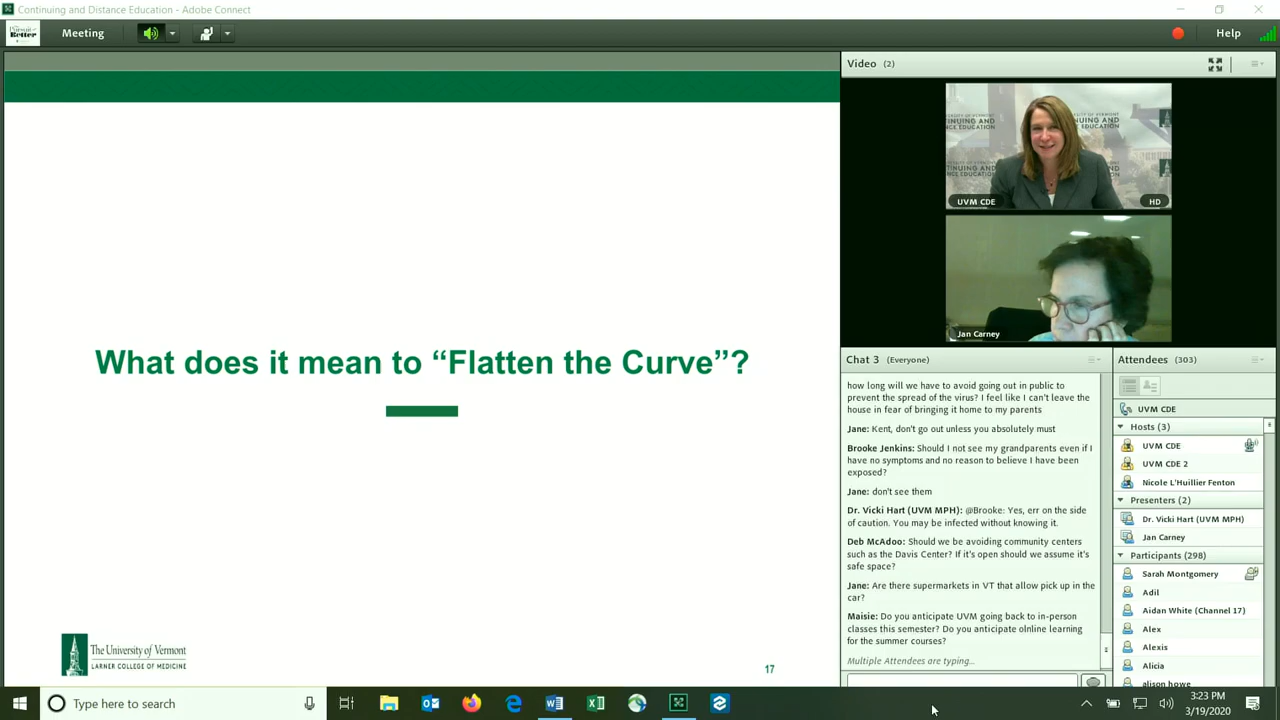 Continuing and Distance Education - Adobe Connect
Pursuit of
Better
Meeting
Help
What does it mean to “Flatten the Curve”?
The University of Vermont
LARNER COLLEGE OF MEDICINE
17
Video (2)
UNIVERSITY OF VERMONT
CONTINUING AND
UVM CDE
HD
Jan Carney
Chat 3 (Everyone)
how long will we have to avoid going out in public to
prevent the spread of the virus? I feel like I can't leave the
house in fear of bringing it home to my parents
Jane: Kent, don't go out unless you absolutely must
Brooke Jenkins: Should I not see my grandparents even if I
have no symptoms and no reason to believe I have been
exposed?
Jane: don't see them
Dr. Vicki Hart (UVM MPH): @Brooke: Yes, err on the side
of caution. You may be infected without knowing it.
Deb McAdoo: Should we be avoiding community centers
such as the Davis Center? If it's open should we assume it's
safe space?
Jane: Are there supermarkets in VT that allow pick up in the
car?
Maisie: Do you anticipate UVM going back to in-person
classes this semester? Do you anticipate olnline learning
for the summer courses?
Multiple Attendees are typing...
Attendees (303)
UVM CDE
Hosts (3)
UVM CDE
UVM CDE 2
Nicole L'Huillier Fenton
Presenters (2)
Dr. Vicki Hart (UVM MPH)
Jan Carney
Participants (298)
Sarah Montgomery
Adil
Aidan White (Channel 17)
Alex
Alexis
Alicia
alison howe
Type here to search
3:23 PM
3/19/2020